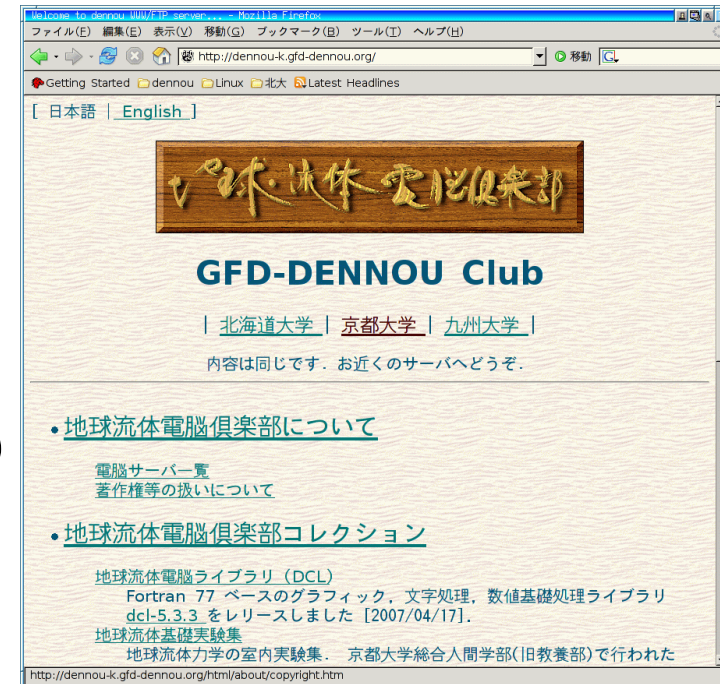 Welcome to dennou WWW/FTP server... - Mozilla Firefox
ファイル(F) 編集(E) 表示(V) 移動(G) ブックマーク(B) ツール(T) ヘルプ(H)
http://dennou-k.gfd-dennou.org/ 移動 G
Getting Started dennou Linux 北大 Latest Headlines
[ 日本語 | English ]
地球・流体 電脳倶楽部
GFD-DENNOU Club
| 北海道大学 | 京都大学 | 九州大学 |
内容は同じです. お近くのサーバへどうぞ.
• 地球流体電脳倶楽部について
電脳サーバ一覧
著作権等の扱いについて
• 地球流体電脳倶楽部コレクション
地球流体電脳ライブラリ (DCL)
Fortran 77 ベースのグラフィック, 文字処理, 数値基礎処理ライブラリ
dcl-5.3.3 をリリースしました [2007/04/17].
地球流体基礎実験集
地球流体力学の室内実験集. 京都大学総合人間学部(旧教養部)で行われた
http://dennou-k.gfd-dennou.org/html/about/copyright.htm
)